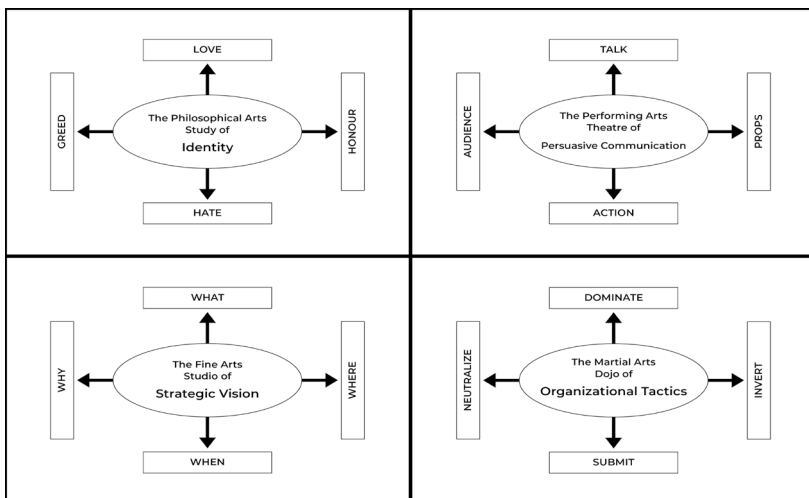 LOVE
GREED
The Philosophical Arts
Study of
Identity
HONOUR
HATE
TALK
AUDIENCE
The Performing Arts
Theatre of
Persuasive Communication
PROPS
ACTION
WHAT
WHY
The Fine Arts
Studio of
Strategic Vision
WHERE
WHEN
DOMINATE
NEUTRALIZE
The Martial Arts
Dojo of
Organizational Tactics
INVERT
SUBMIT